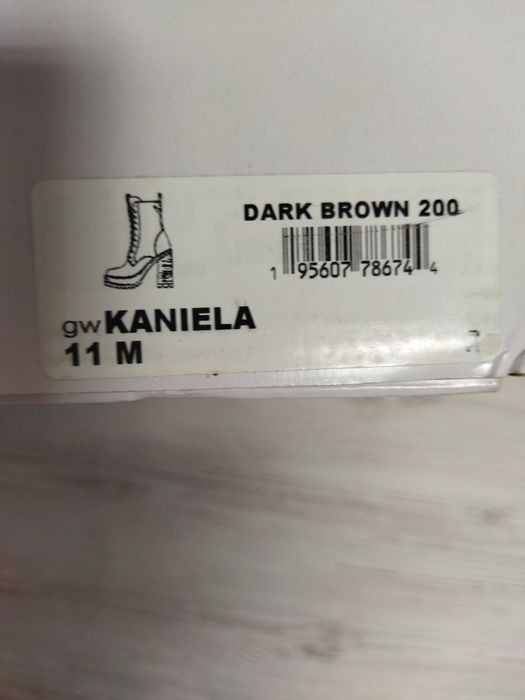 DARK BROWN 200
1 95607 78674 4
gwKANIELA
11 M